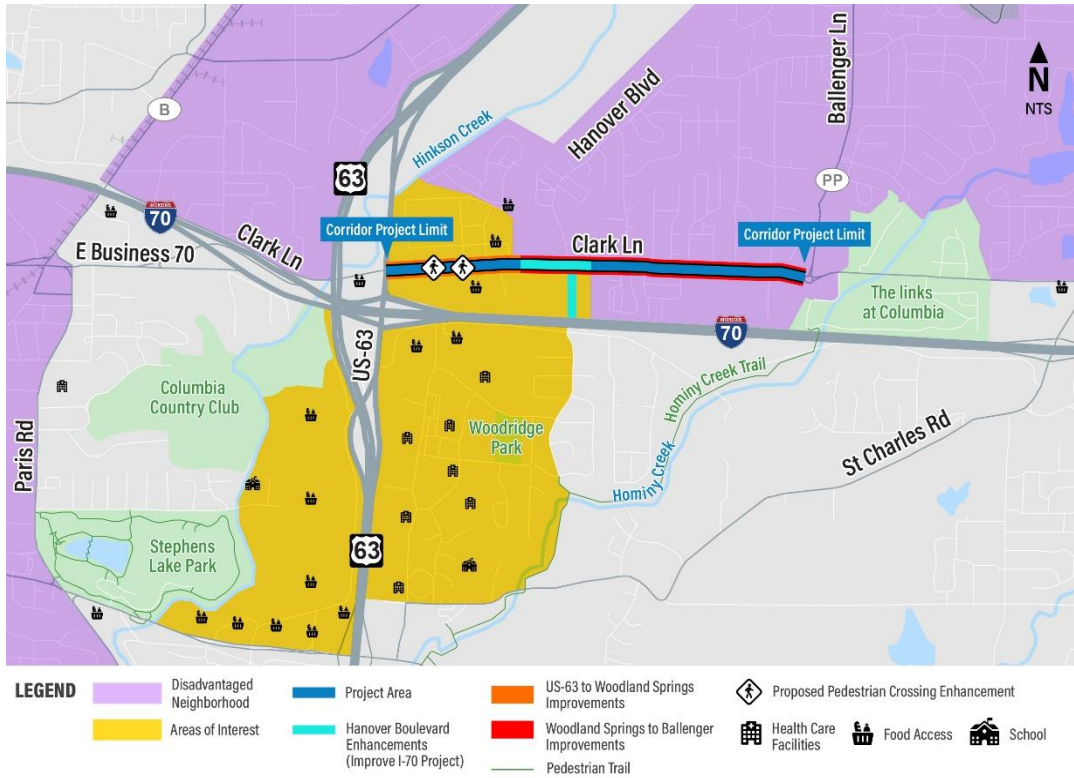 Ballenger Ln
N
NTS
Hanover Blvd
B
Hinkson Creek
63
PP
INTERSTATE
70
Clark Ln
Corridor Project Limit
Clark Ln
Corridor Project Limit
E Business 70
The links
at Columbia
INTERSTATE
70
US-63
Columbia
Country Club
Hominy Creek Trail
Woodridge
Park
St Charles Rd
Paris Rd
Hominy Creek
63
Stephens
Lake Park
LEGEND
Disadvantaged
Neighborhood
Areas of Interest
Project Area
Hanover Boulevard
Enhancements
(Improve I-70 Project)
US-63 to Woodland Springs
Improvements
Woodland Springs to Ballenger
Improvements
Pedestrian Trail
Proposed Pedestrian Crossing Enhancement
Health Care
Facilities
Food Access
School